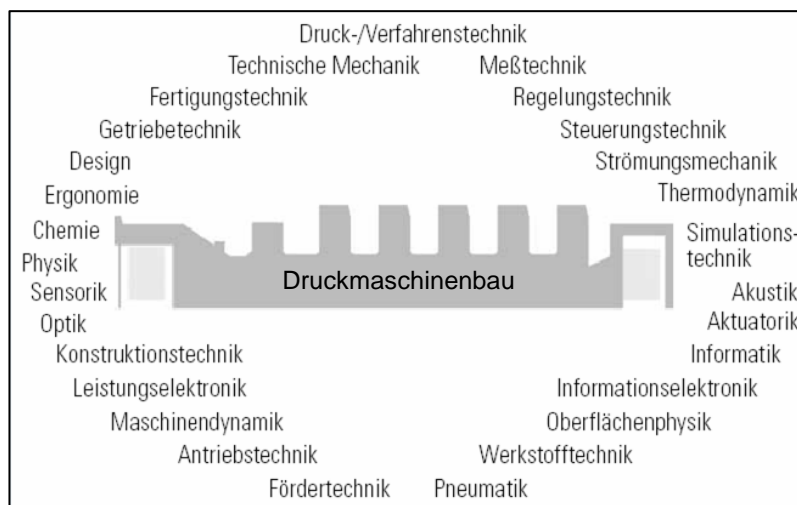 Druck-/Verfahrenstechnik
Technische Mechanik Meßtechnik
Fertigungstechnik Regelungstechnik
Getriebetechnik Steuerungstechnik
Design Strömungsmechanik
Ergonomie Thermodynamik
Chemie Simulations-
Physik technik
Druckmaschinenbau
Sensorik Akustik
Optik Aktuatorik
Konstruktionstechnik Informatik
Leistungselektronik Informationselektronik
Maschinendynamik Oberflächenphysik
Antriebstechnik Werkstofftechnik
Fördertechnik Pneumatik